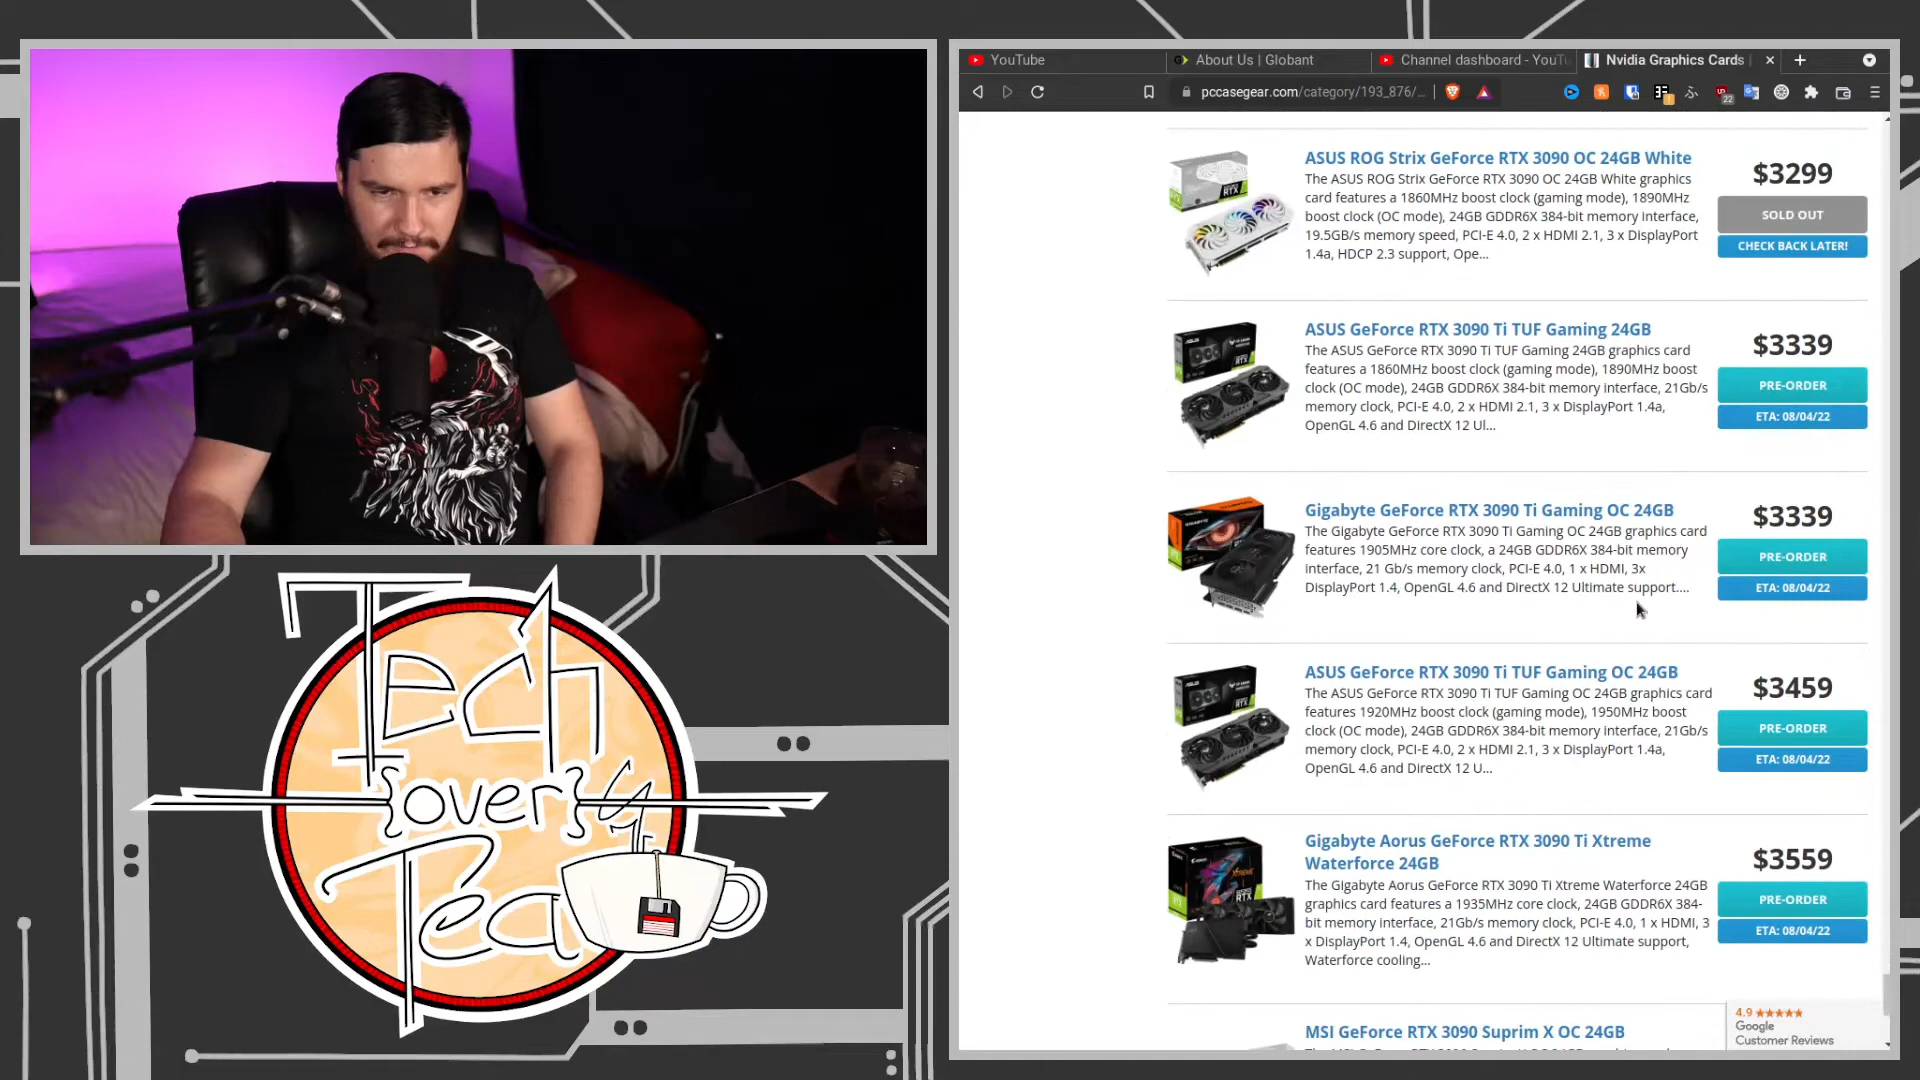 YouTube
About Us | Globant
Channel dashboard - YouTu
Nvidia Graphics Cards |
pccasegear.com/category/193_876/...
22
ASUS ROG Strix GeForce RTX 3090 OC 24GB White
The ASUS ROG Strix GeForce RTX 3090 OC 24GB White graphics
card features a 1860MHz boost clock (gaming mode), 1890MHz
boost clock (OC mode), 24GB GDDR6X 384-bit memory interface,
19.5GB/s memory speed, PCI-E 4.0, 2 x HDMI 2.1, 3 x DisplayPort
1.4a, HDCP 2.3 support, Ope...
$3299
SOLD OUT
CHECK BACK LATER!
ASUS GeForce RTX 3090 Ti TUF Gaming 24GB
The ASUS GeForce RTX 3090 Ti TUF Gaming 24GB graphics card
features a 1860MHz boost clock (gaming mode), 1890MHz boost
clock (OC mode), 24GB GDDR6X 384-bit memory interface, 21Gb/s
memory clock, PCI-E 4.0, 2 x HDMI 2.1, 3 x DisplayPort 1.4a,
OpenGL 4.6 and DirectX 12 Ul...
$3339
PRE-ORDER
ETA: 08/04/22
Gigabyte GeForce RTX 3090 Ti Gaming OC 24GB
The Gigabyte GeForce RTX 3090 Ti Gaming OC 24GB graphics card
features 1905MHz core clock, a 24GB GDDR6X 384-bit memory
interface, 21 Gb/s memory clock, PCI-E 4.0, 1 x HDMI, 3x
DisplayPort 1.4, OpenGL 4.6 and DirectX 12 Ultimate support....
$3339
PRE-ORDER
ETA: 08/04/22
ASUS GeForce RTX 3090 Ti TUF Gaming OC 24GB
The ASUS GeForce RTX 3090 Ti TUF Gaming OC 24GB graphics card
features 1920MHz boost clock (gaming mode), 1950MHz boost
clock (OC mode), 24GB GDDR6X 384-bit memory interface, 21Gb/s
memory clock, PCI-E 4.0, 2 x HDMI 2.1, 3 x DisplayPort 1.4a,
OpenGL 4.6 and DirectX 12 U...
$3459
PRE-ORDER
ETA: 08/04/22
Gigabyte Aorus GeForce RTX 3090 Ti Xtreme
Waterforce 24GB
The Gigabyte Aorus GeForce RTX 3090 Ti Xtreme Waterforce 24GB
graphics card features a 1935MHz core clock, 24GB GDDR6X 384-
bit memory interface, 21Gb/s memory clock, PCI-E 4.0, 1 x HDMI, 3
x DisplayPort 1.4, OpenGL 4.6 and DirectX 12 Ultimate support,
Waterforce cooling...
$3559
PRE-ORDER
ETA: 08/04/22
MSI GeForce RTX 3090 Suprim X OC 24GB
4.9 ★★★★★
Google
Customer Reviews
Tech
{over}
Tea